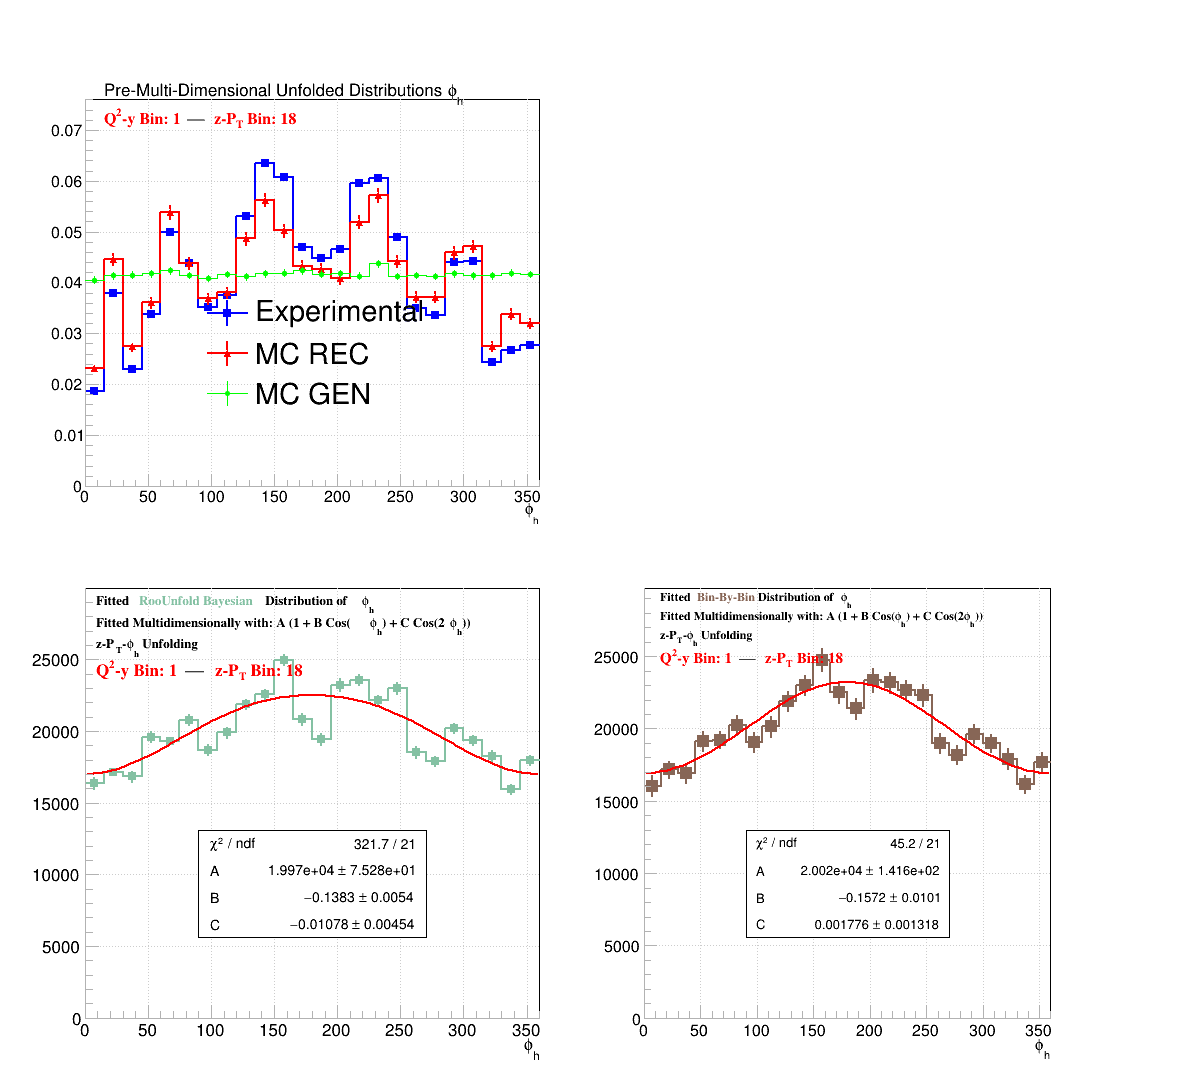 Pre-Multi-Dimensional Unfolded Distributions ϕh
Q²-y Bin: 1 — z-PT Bin: 18
0.07
0.06
0.05
0.04
0.03
0.02
0.01
0
Experimental
MC REC
MC GEN
0 50 100 150 200 250 300 350
ϕh
Fitted RooUnfold Bayesian Distribution of ϕh
Fitted Multidimensionally with: A (1 + B Cos( ϕh) + C Cos(2 ϕh))
z-PT-ϕh Unfolding
Q²-y Bin: 1 — z-PT Bin: 18
25000
20000
15000
10000
5000
0
χ² / ndf 321.7 / 21
A 1.997e+04 ± 7.528e+01
B −0.1383 ± 0.0054
C −0.01078 ± 0.00454
0 50 100 150 200 250 300 350
ϕh
Fitted Bin-By-Bin Distribution of ϕh
Fitted Multidimensionally with: A (1 + B Cos(ϕh) + C Cos(2ϕh))
z-PT-ϕh Unfolding
Q²-y Bin: 1 — z-PT Bin: 18
25000
20000
15000
10000
5000
0
χ² / ndf 45.2 / 21
A 2.002e+04 ± 1.416e+02
B −0.1572 ± 0.0101
C 0.001776 ± 0.001318
0 50 100 150 200 250 300 350
ϕh